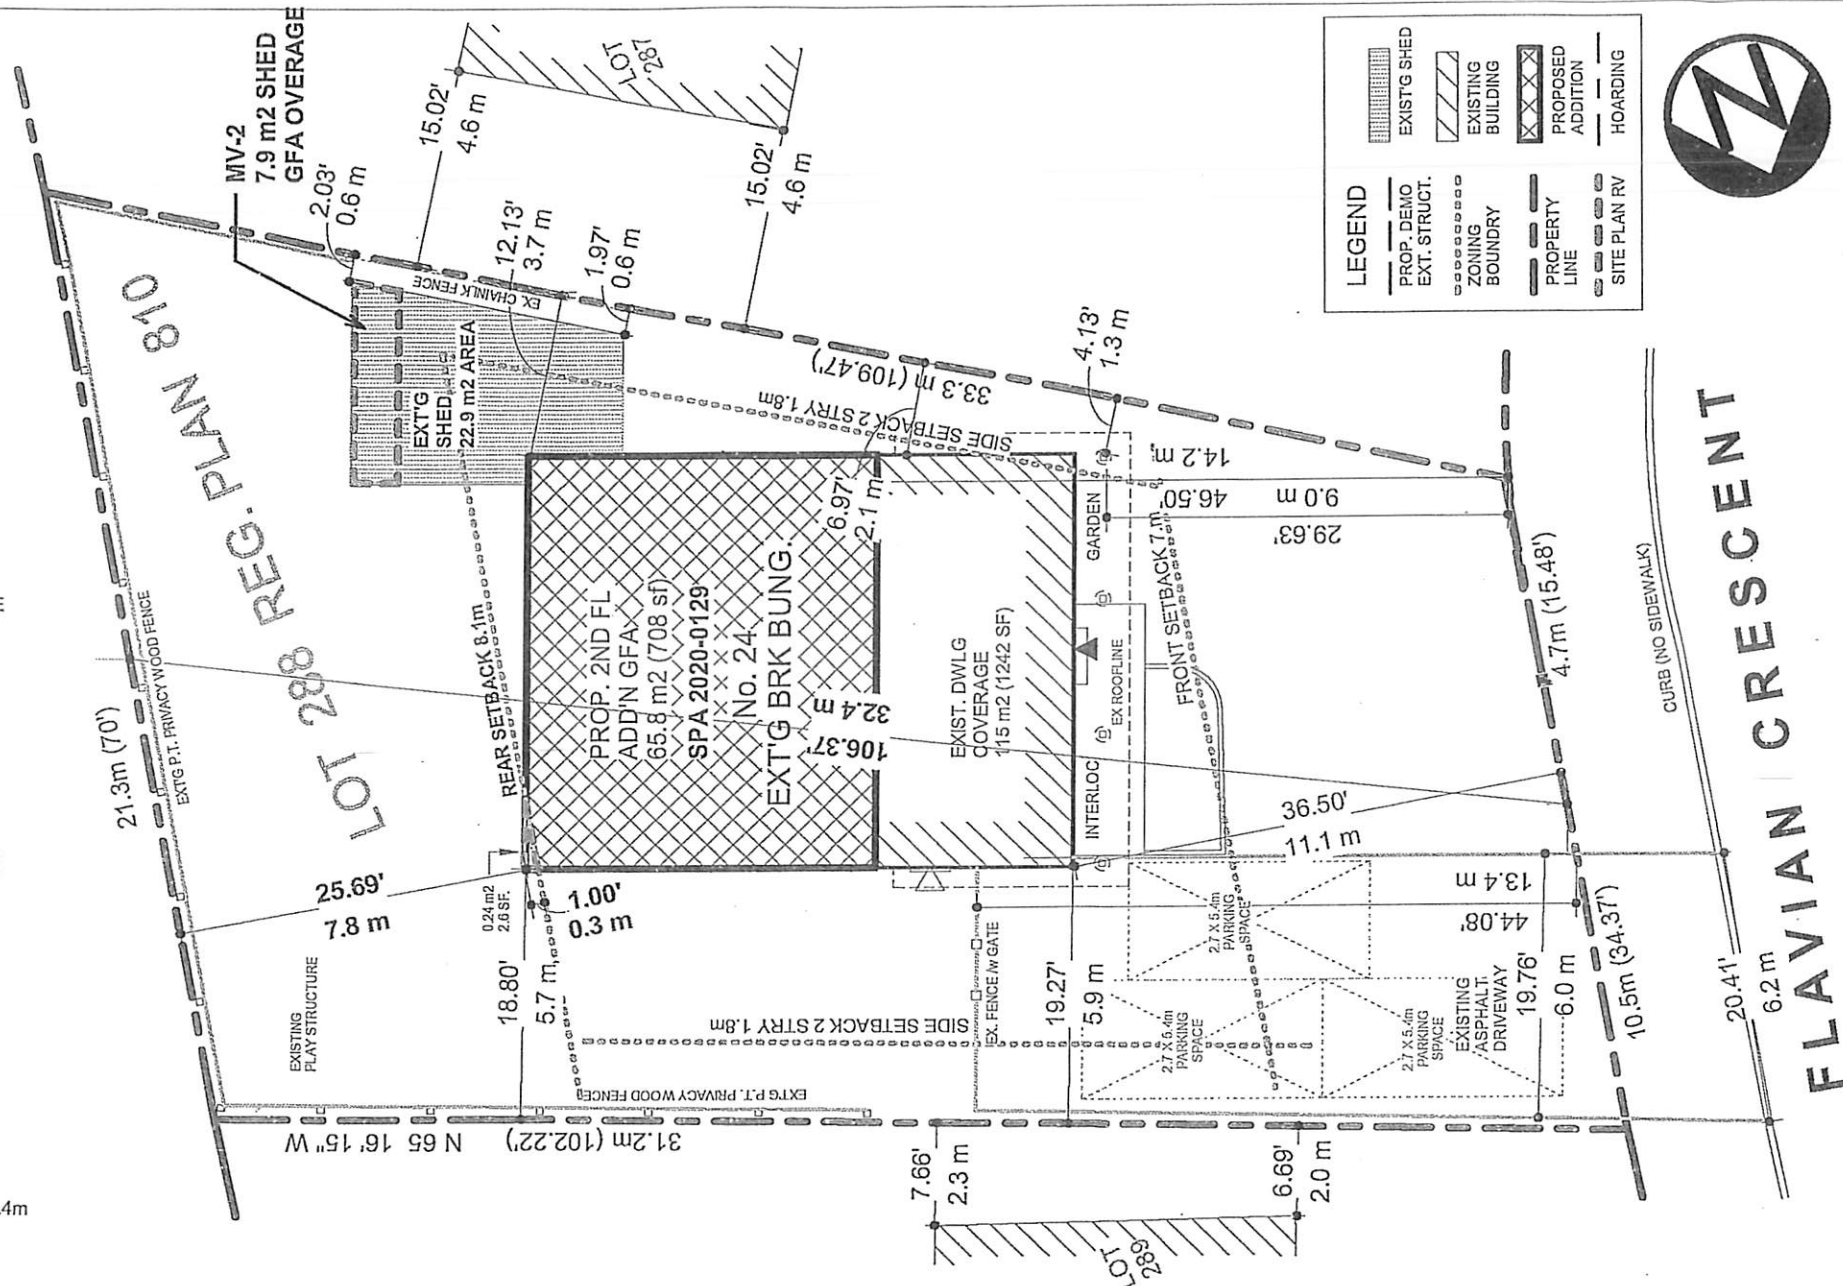 MV-2
7.9 m2 SHED
GFA OVERAGE
2.03'
0.6 m
15.02'
4.6 m
LOT
287
15.02'
4.6 m
12.13'
3.7 m
1.97'
0.6 m
EX. CHAINLK FENCE
EXT'G
SHED
22.9 m2 AREA
LOT 288 REG. PLAN 810
21.3m (70')
EXTG P.T. PRIVACY WOOD FENCE
33.3 m (109.47')
SIDE SETBACK 2 STRY 1.8m
4.13'
1.3 m
REAR SETBACK 8.1m
PROP. 2ND FL
ADD'N GFA
65.8 m2 (708 sf)
SPA 2020-0129
No. 24
EXT'G BRK BUNG.
32.4 m
106.37'
6.97'
2.1 m
EXIST. DWLG
COVERAGE
115 m2 (1242 SF)
14.2 m
46.50'
9.0 m
29.63'
GARDEN
INTERLOC
EX ROOFLINE
FRONT SETBACK 7 m
4.7m (15.48')
CURB (NO SIDEWALK)
FLAVIAN CRESCENT
25.69'
7.8 m
0.24 m2
2.6 SF.
1.00'
0.3 m
18.80'
5.7 m
EXISTING
PLAY STRUCTURE
36.50'
11.1 m
13.4 m
44.08'
19.27'
5.9 m
EX. FENCE /w GATE
SIDE SETBACK 2 STRY 1.8m
2.7 X 5.4m
PARKING
SPACE
2.7 X 5.4m
PARKING
SPACE
2.7 X 5.4m
PARKING
SPACE
EXISTING
ASPHALT.
DRIVEWAY
19.76'
6.0 m
10.5m (34.37')
20.41'
6.2 m
EXT'G P.T. PRIVACY WOOD FENCE
N 65 16' 15" W
31.2m (102.22')
7.66'
2.3 m
6.69'
2.0 m
LOT
289
4m
LEGEND
PROP. DEMO
EXT. STRUCT.
ZONING
BOUNDRY
PROPERTY
LINE
SITE PLAN RV
EXIST'G SHED
EXISTING
BUILDING
PROPOSED
ADDITION
HOARDING
N